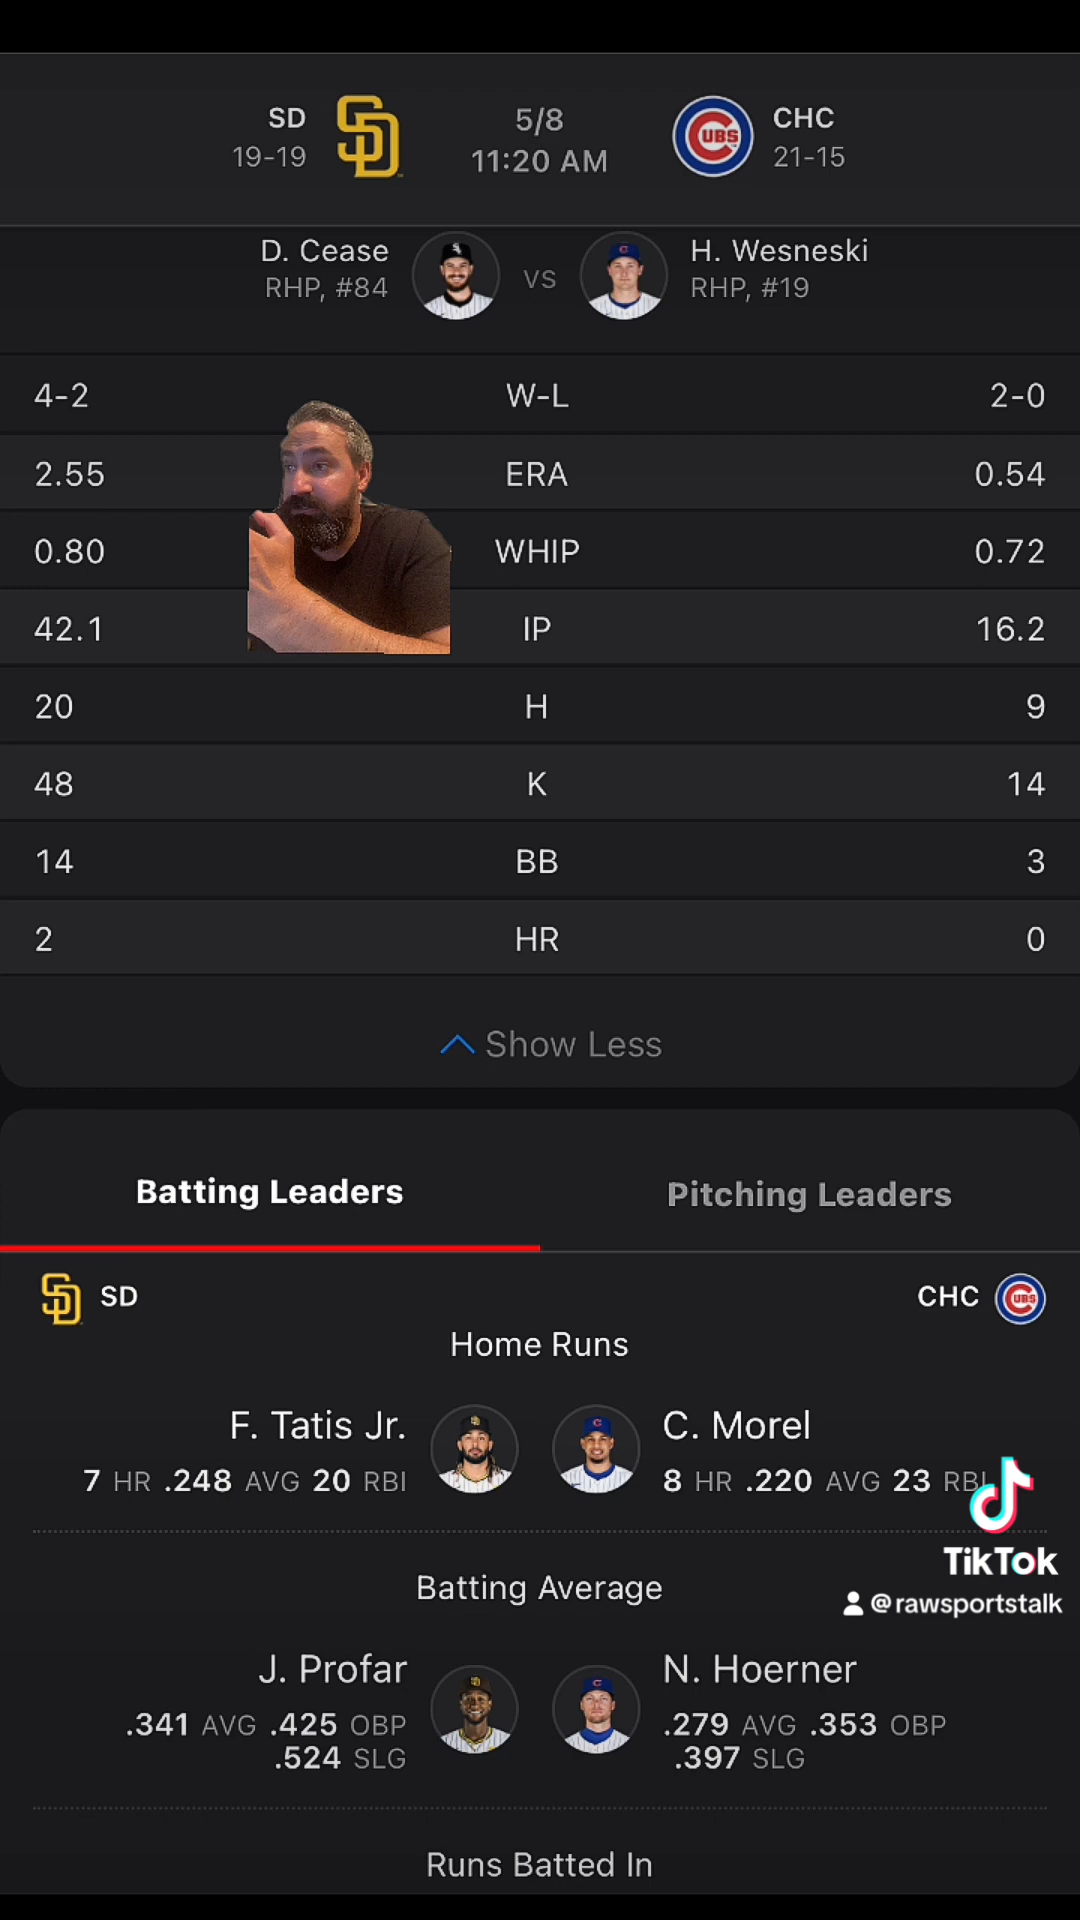 SD 5/8 CHC
19-19 11:20 AM 21-15
D. Cease H. Wesneski
RHP, #84 VS RHP, #19
4-2 W-L 2-0
2.55 ERA 0.54
0.80 WHIP 0.72
42.1 IP 16.2
20 H 9
48 K 14
14 BB 3
2 HR 0
Show Less
Batting Leaders Pitching Leaders
SD CHC CUBS
Home Runs
F. Tatis Jr. C. Morel
7 HR .248 AVG 20 RBI 8 HR .220 AVG 23 RBI
TikTok
@rawsportstalk
Batting Average
J. Profar N. Hoerner
.341 AVG .425 OBP .279 AVG .353 OBP
.524 SLG .397 SLG
Runs Batted In